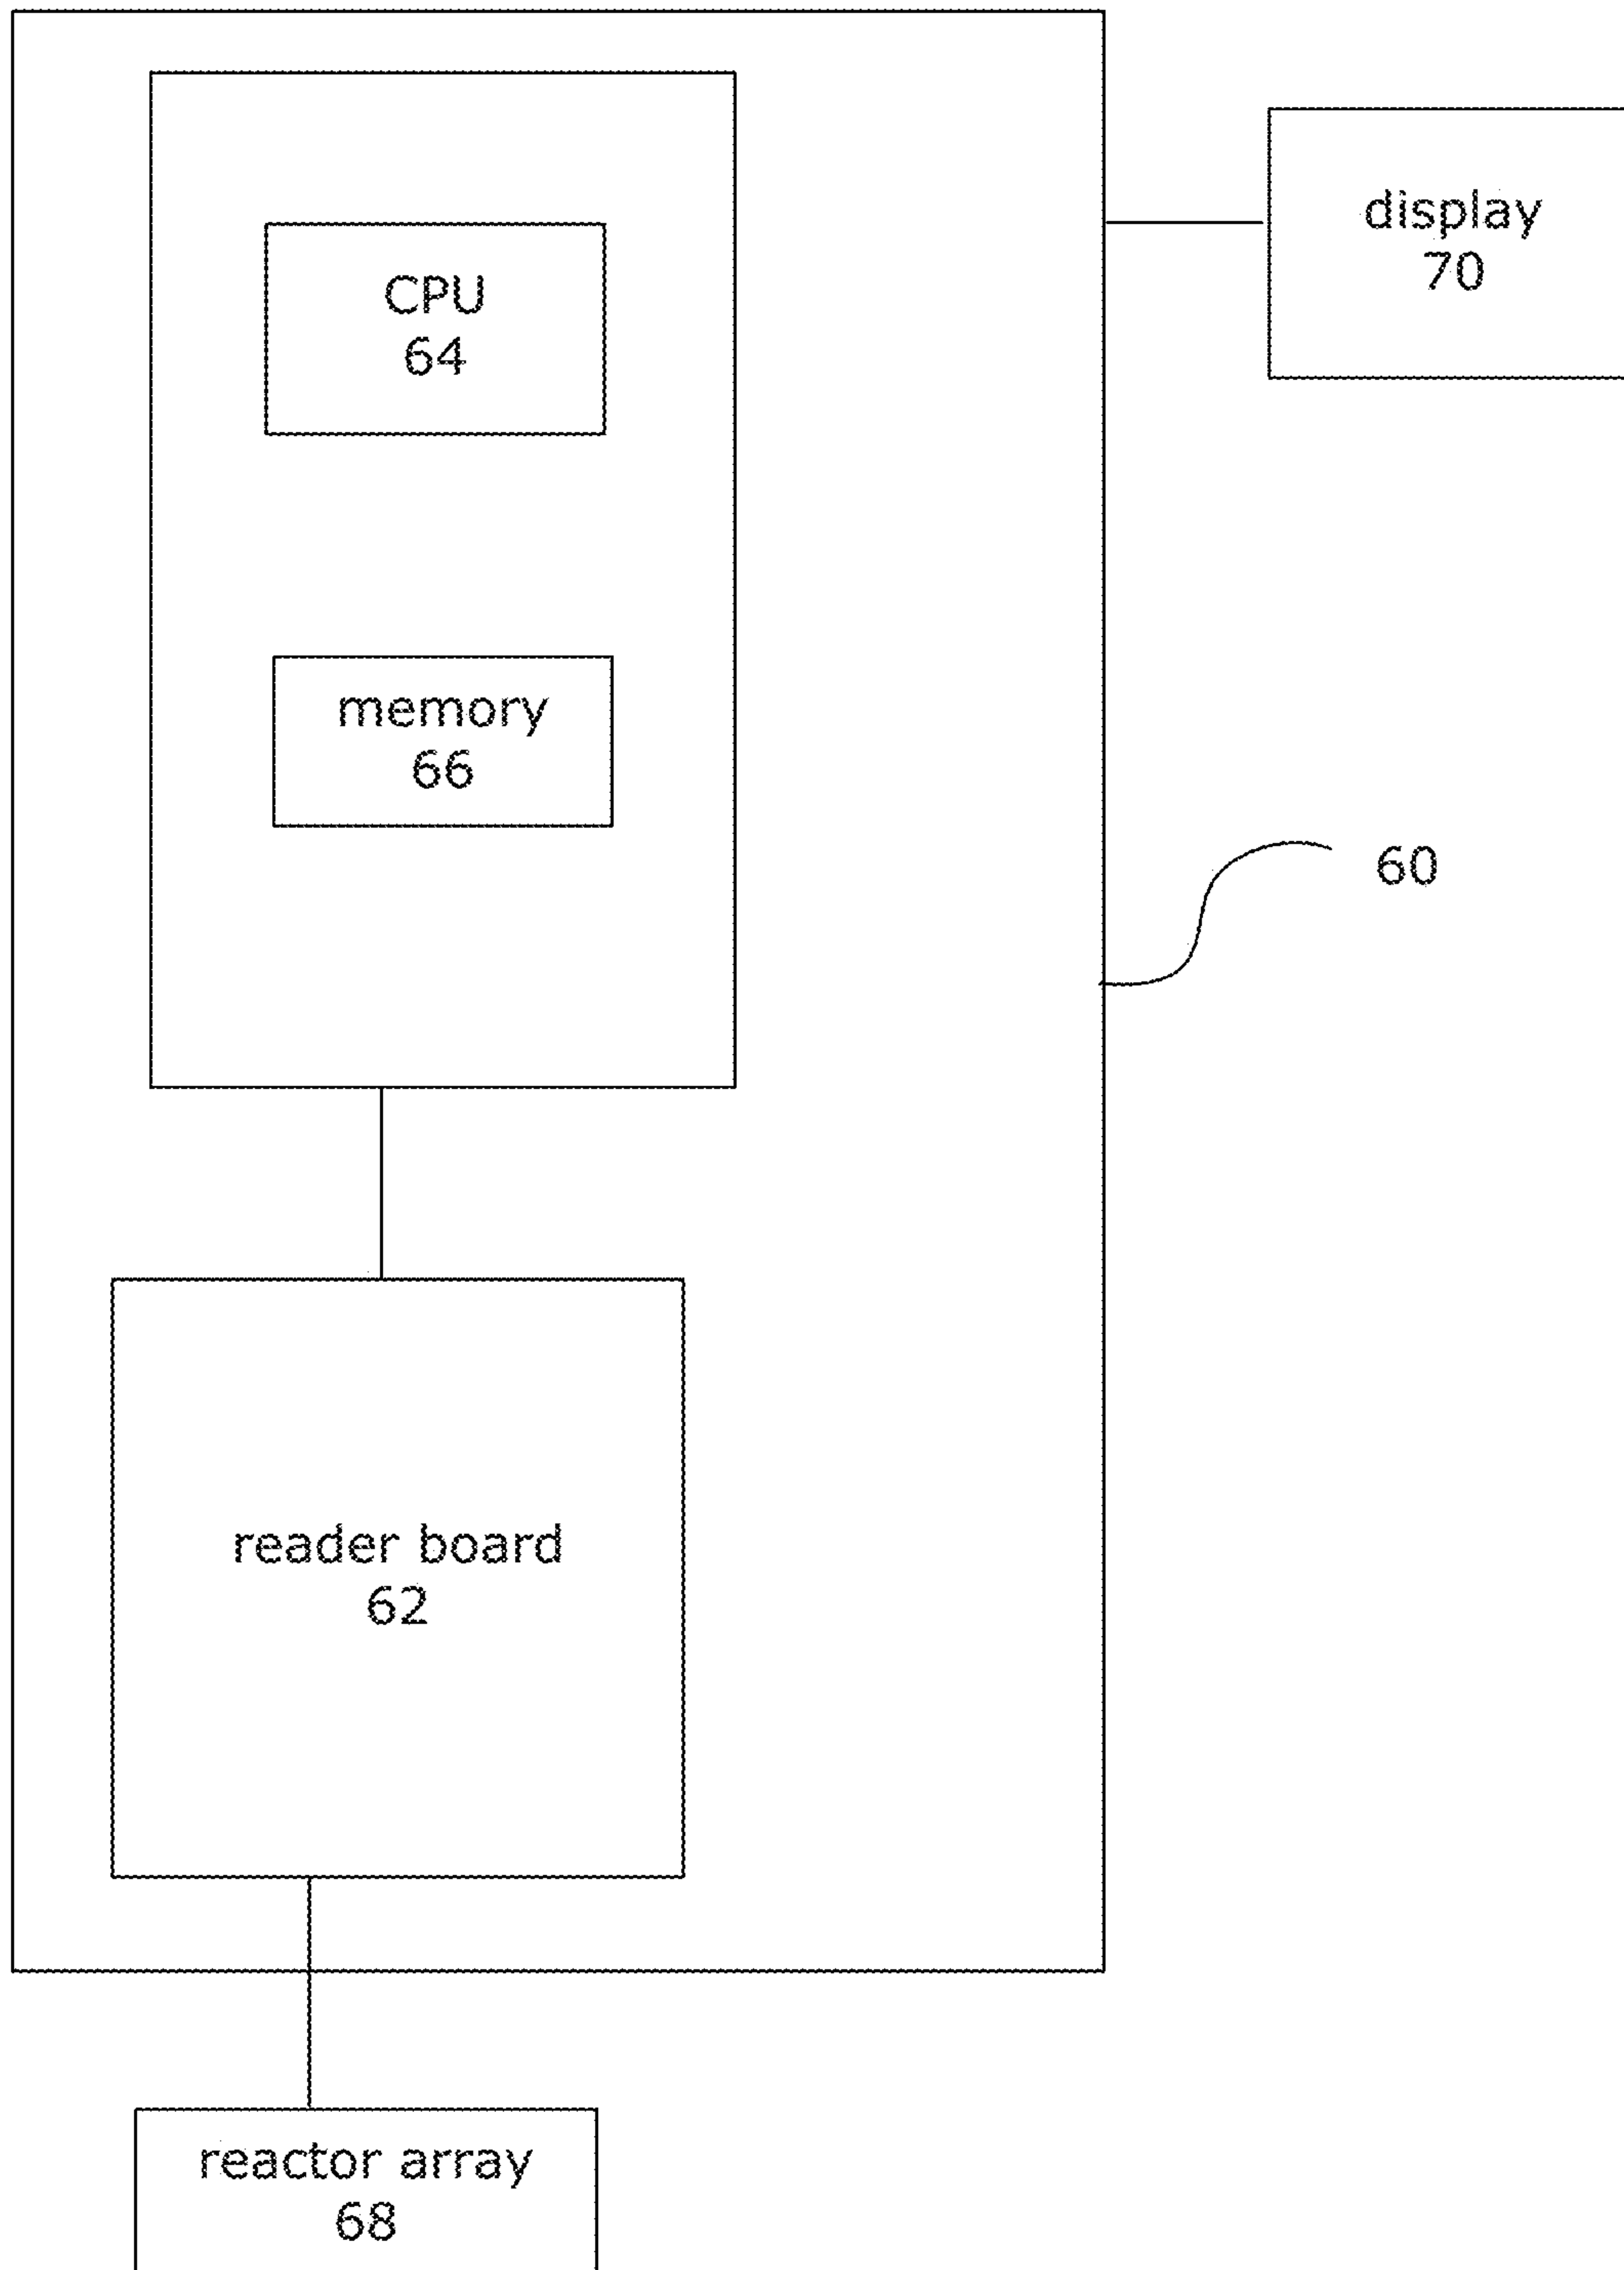 display
70
CPU
64
memory
66
60
reader board
62
reactor array
68